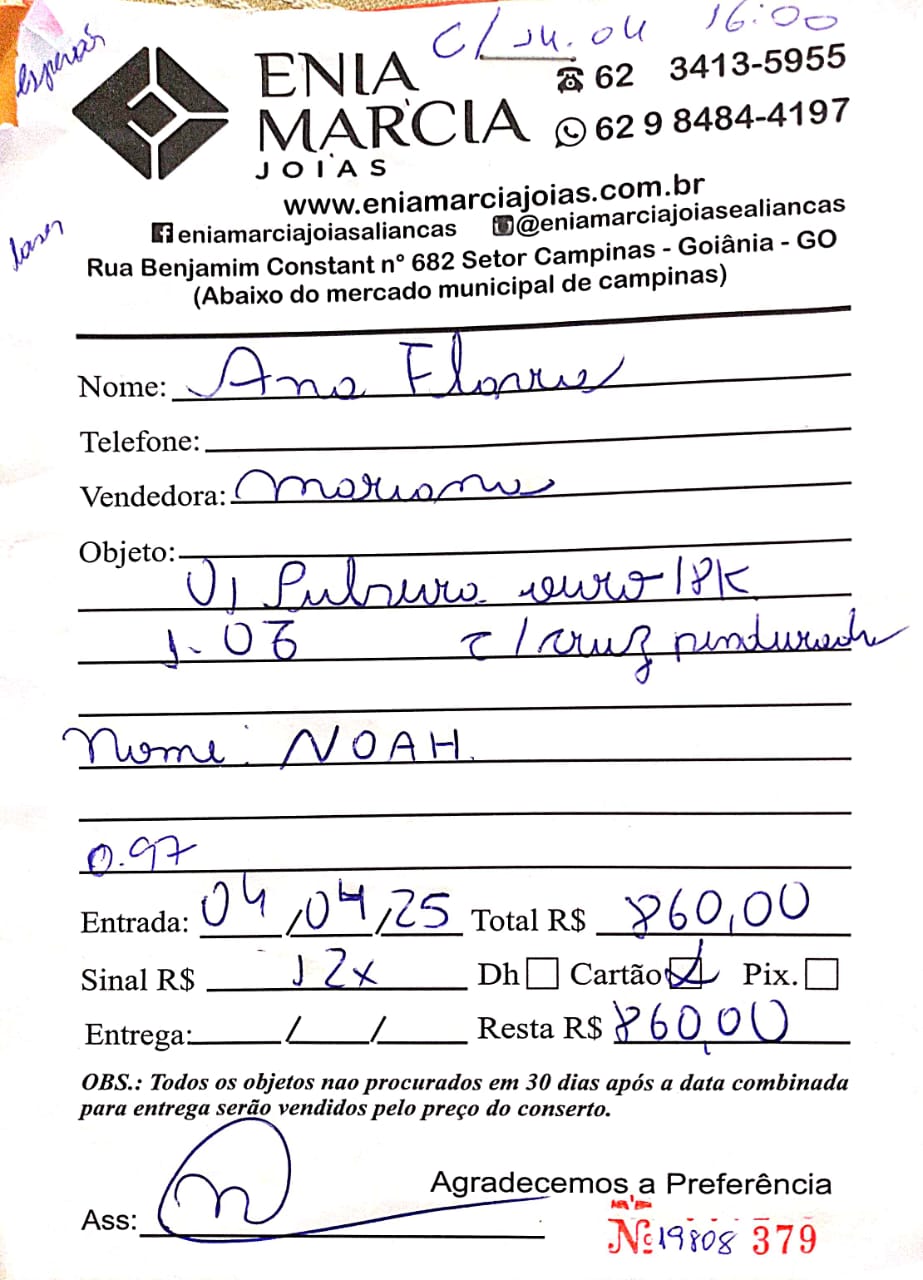 esperar
C/ 14.04 16:00
ENIA
MARCIA
JOIAS
62 3413-5955
62 9 8484-4197
www.eniamarciajoias.com.br
eniamarciajoiasaliancas @eniamarciajoiasealiancas
laser
Rua Benjamim Constant nº 682 Setor Campinas - Goiânia - GO
(Abaixo do mercado municipal de campinas)
Nome: Ana
Telefone:
Vendedora: Mariana
Objeto:
01 Pulseira ouro 18K
1.06 c/ cruz pendurada
Nome: NOAH.
0.97
Entrada: 04/04/25 Total R$ 860,00
Sinal R$ 12x Dh Cartão Pix.
Entrega: / / Resta R$ 860,00
OBS.: Todos os objetos nao procurados em 30 dias após a data combinada
para entrega serão vendidos pelo preço do conserto.
Agradecemos a Preferência
Ass:
Nº 19808 379